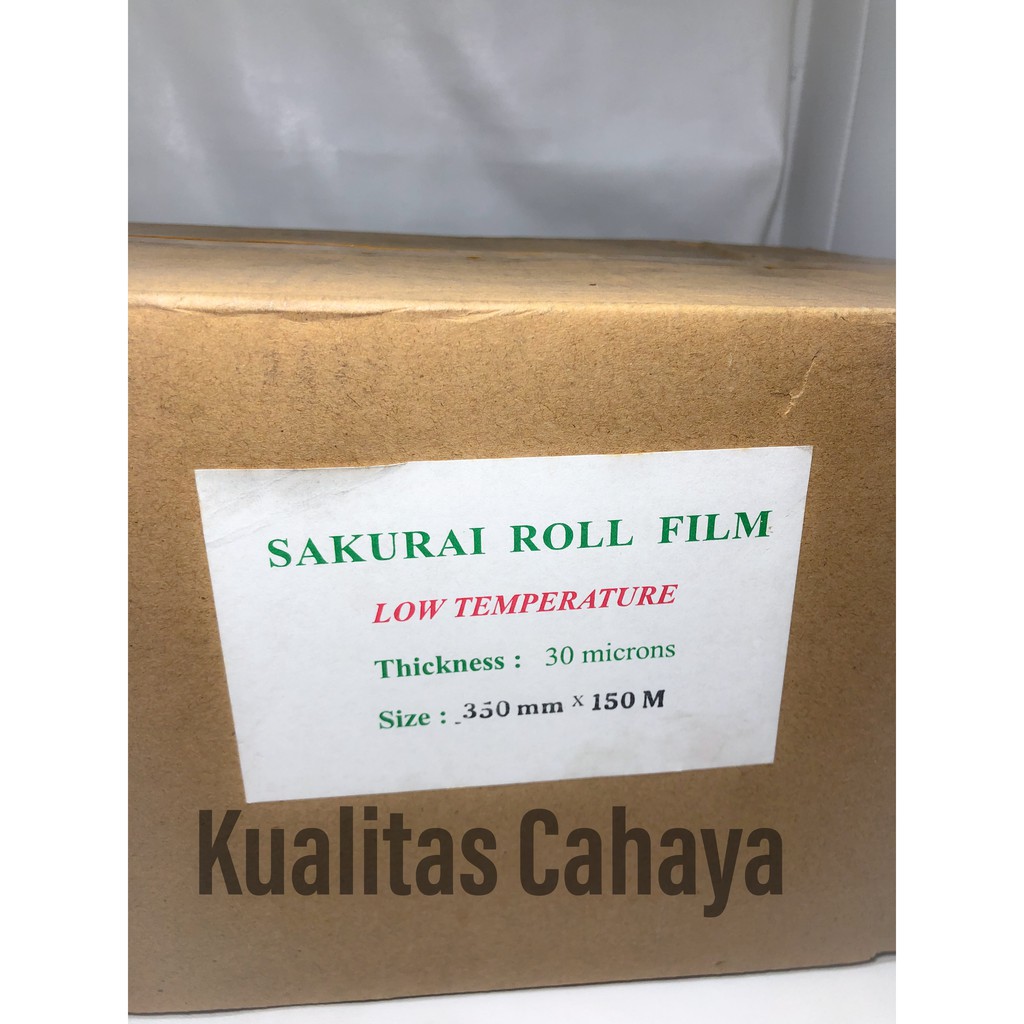 SAKURAI ROLL FILM
LOW TEMPERATURE
Thickness : 30 microns
Size : 350 mm x 150 M
Kualitas Cahaya